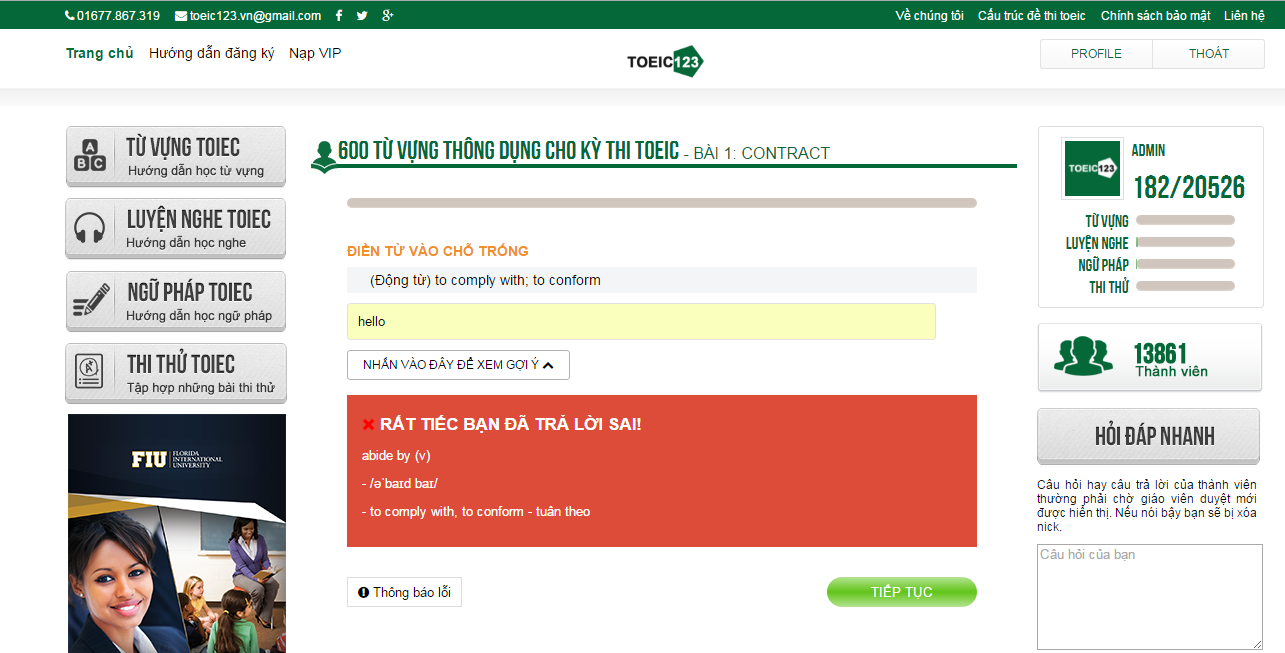 01677.867.319 toeic123.vn@gmail.com Về chúng tôi Cấu trúc đề thi toeic Chính sách bảo mật Liên hệ
Trang chủ Hướng dẫn đăng ký Nạp VIP
TOEIC123
PROFILE THOÁT
TỪ VỰNG TOIEC
Hướng dẫn học từ vựng
LUYỆN NGHE TOIEC
Hướng dẫn học nghe
NGỮ PHÁP TOIEC
Hướng dẫn học ngữ pháp
THI THỬ TOIEC
Tập hợp những bài thi thử
FIU FLORIDA
INTERNATIONAL
UNIVERSITY
600 TỪ VỰNG THÔNG DỤNG CHO KỲ THI TOEIC - BÀI 1: CONTRACT
ĐIỀN TỪ VÀO CHỖ TRỐNG
(Động từ) to comply with; to conform
hello
NHẤN VÀO ĐÂY ĐỂ XEM GỢI Ý
RẤT TIẾC BẠN ĐÃ TRẢ LỜI SAI!
abide by (v)
- /ə'baɪd baɪ/
- to comply with, to conform - tuân theo
Thông báo lỗi
TIẾP TỤC
TOEIC123
ADMIN
182/20526
TỪ VỰNG
LUYỆN NGHE
NGỮ PHÁP
THI THỬ
13861
Thành viên
HỎI ĐÁP NHANH
Câu hỏi hay câu trả lời của thành viên
thường phải chờ giáo viên duyệt mới
được hiển thị. Nếu nói bậy bạn sẽ bị xóa
nick.
Câu hỏi của bạn